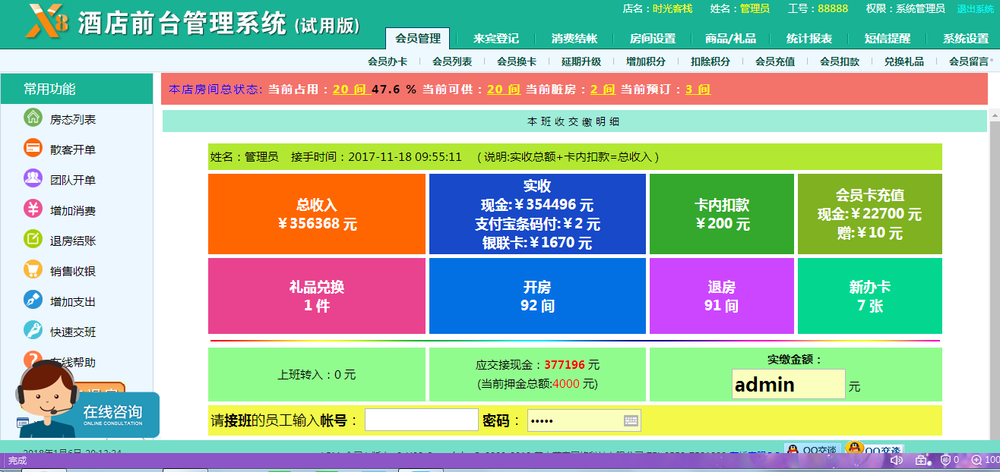 X8 酒店前台管理系统 (试用版)
店名:时光客栈 姓名:管理员 工号:88888 权限:系统管理员 退出系统
会员管理 来宾登记 消费结帐 房间设置 商品/礼品 统计报表 短信提醒 系统设置
会员办卡 会员列表 会员换卡 延期升级 增加积分 扣除积分 会员充值 会员扣款 兑换礼品 会员留言
常用功能
房态列表
散客开单
团队开单
增加消费
退房结账
销售收银
增加支出
快速交班
在线帮助
在线咨询
ONLINE CONSULTATION
本店房间总状态: 当前占用：20 间 47.6 % 当前可供：20 间 当前脏房：2 间 当前预订：3 间
本 班 收 交 缴 明 细
姓名：管理员 接手时间：2017-11-18 09:55:11 ( 说明:实收总额+卡内扣款=总收入 )
总收入
￥356368 元
实收
现金:￥354496 元
支付宝条码付:￥2 元
银联卡:￥1670 元
卡内扣款
￥200 元
会员卡充值
现金:￥22700 元
赠:￥10 元
礼品兑换
1 件
开房
92 间
退房
91 间
新办卡
7 张
上班转入：0 元
应交接现金：377196 元
(当前押金总额:4000 元)
实缴金额：
admin 元
请接班的员工输入帐号： 密码： •••••
2018年1月6日 20:12:24
QQ交谈 QQ交谈
完成 0 100